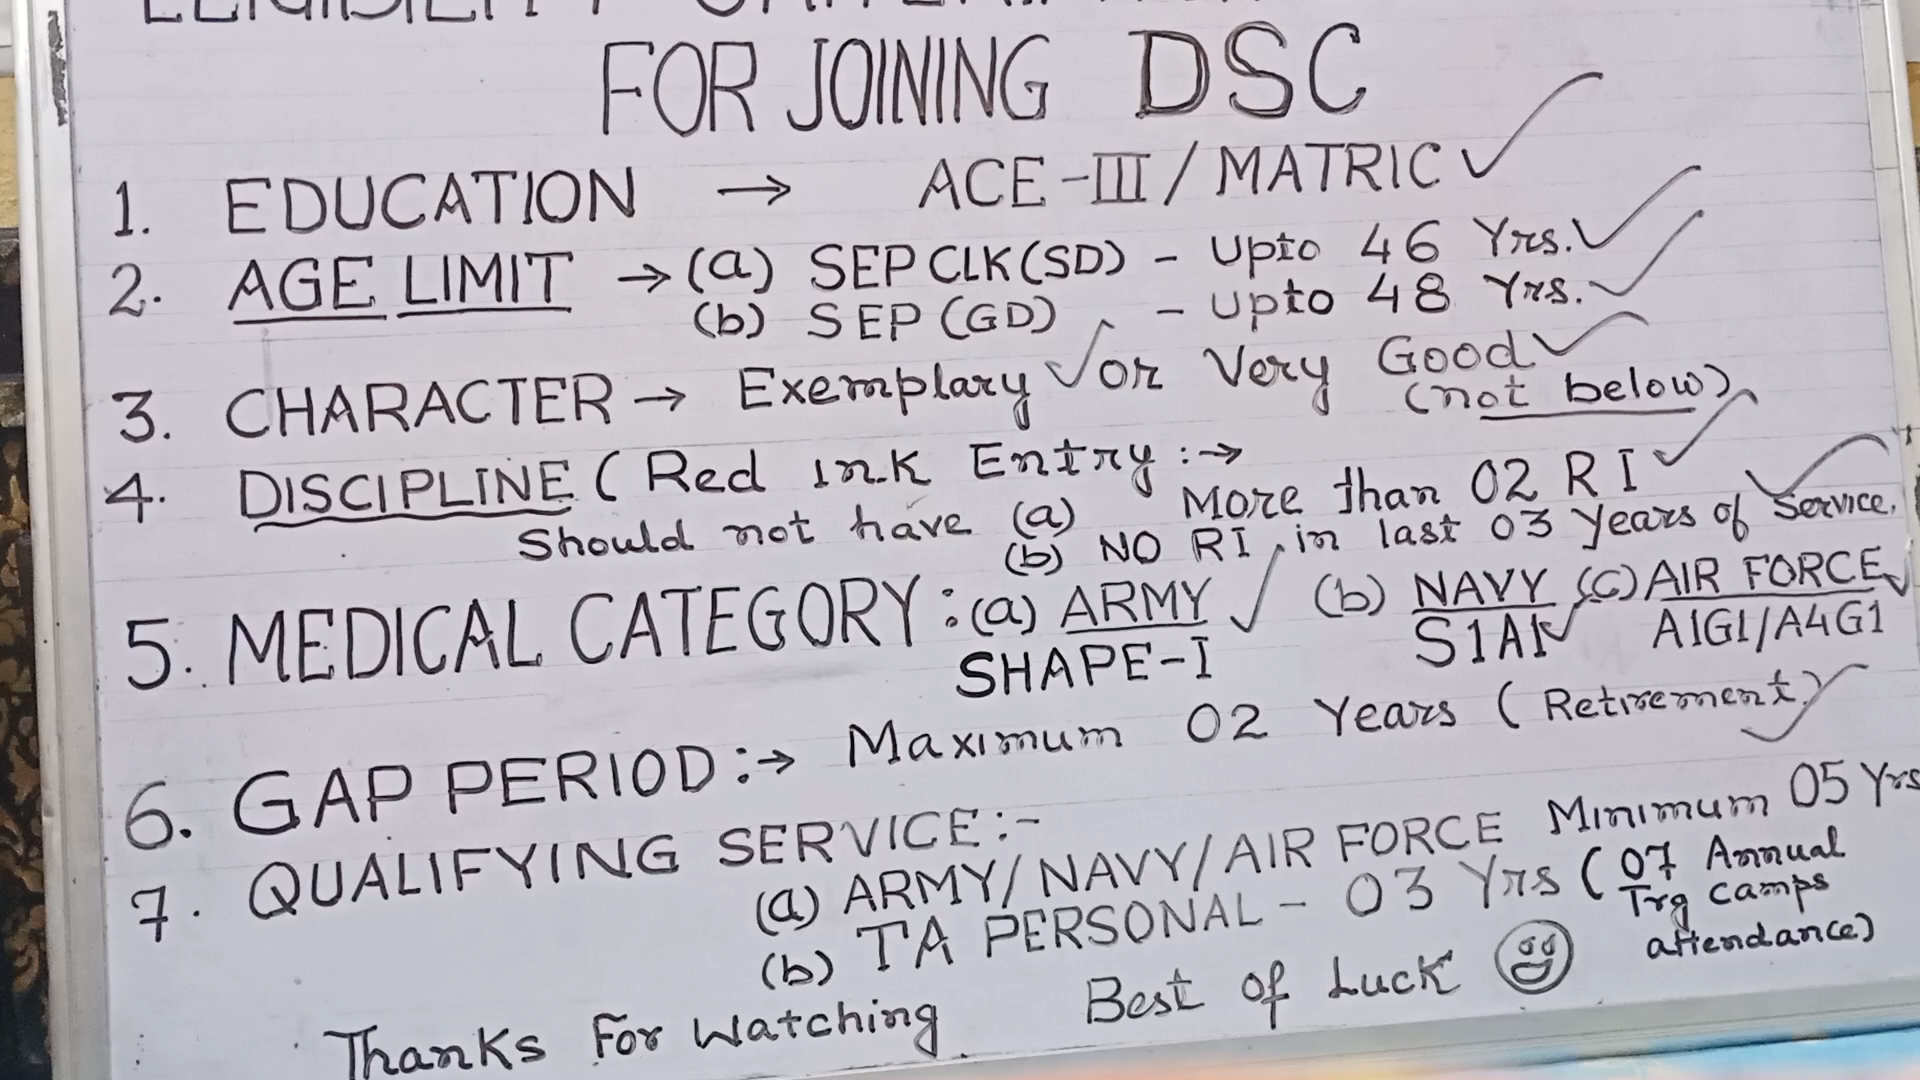 ELIGIBILITY
FOR JOINING DSC
1. EDUCATION → ACE-III / MATRIC ✓
2. AGE LIMIT → (a) SEP CLK (SD) - Upto 46 Yrs. ✓
(b) SEP (GD) - Upto 48 Yrs. ✓
3. CHARACTER → Exemplary ✓ or Very Good ✓
(not below)
4. DISCIPLINE ( Red Ink Entry :→
Should not have (a) More than 02 RI ✓
(b) NO RI in last 03 Years of Service. ✓
5. MEDICAL CATEGORY : (a) ARMY ✓ (b) NAVY (C) AIR FORCE ✓
SHAPE-I S1A1 ✓ A1G1/A4G1
6. GAP PERIOD :→ Maximum 02 Years ( Retirement) ✓
7. QUALIFYING SERVICE :-
(a) ARMY/NAVY/AIR FORCE Minimum 05 Yrs
(b) TA PERSONAL - 03 Yrs ( 07 Annual
Trg camps
attendance)
Thanks For Watching Best of Luck